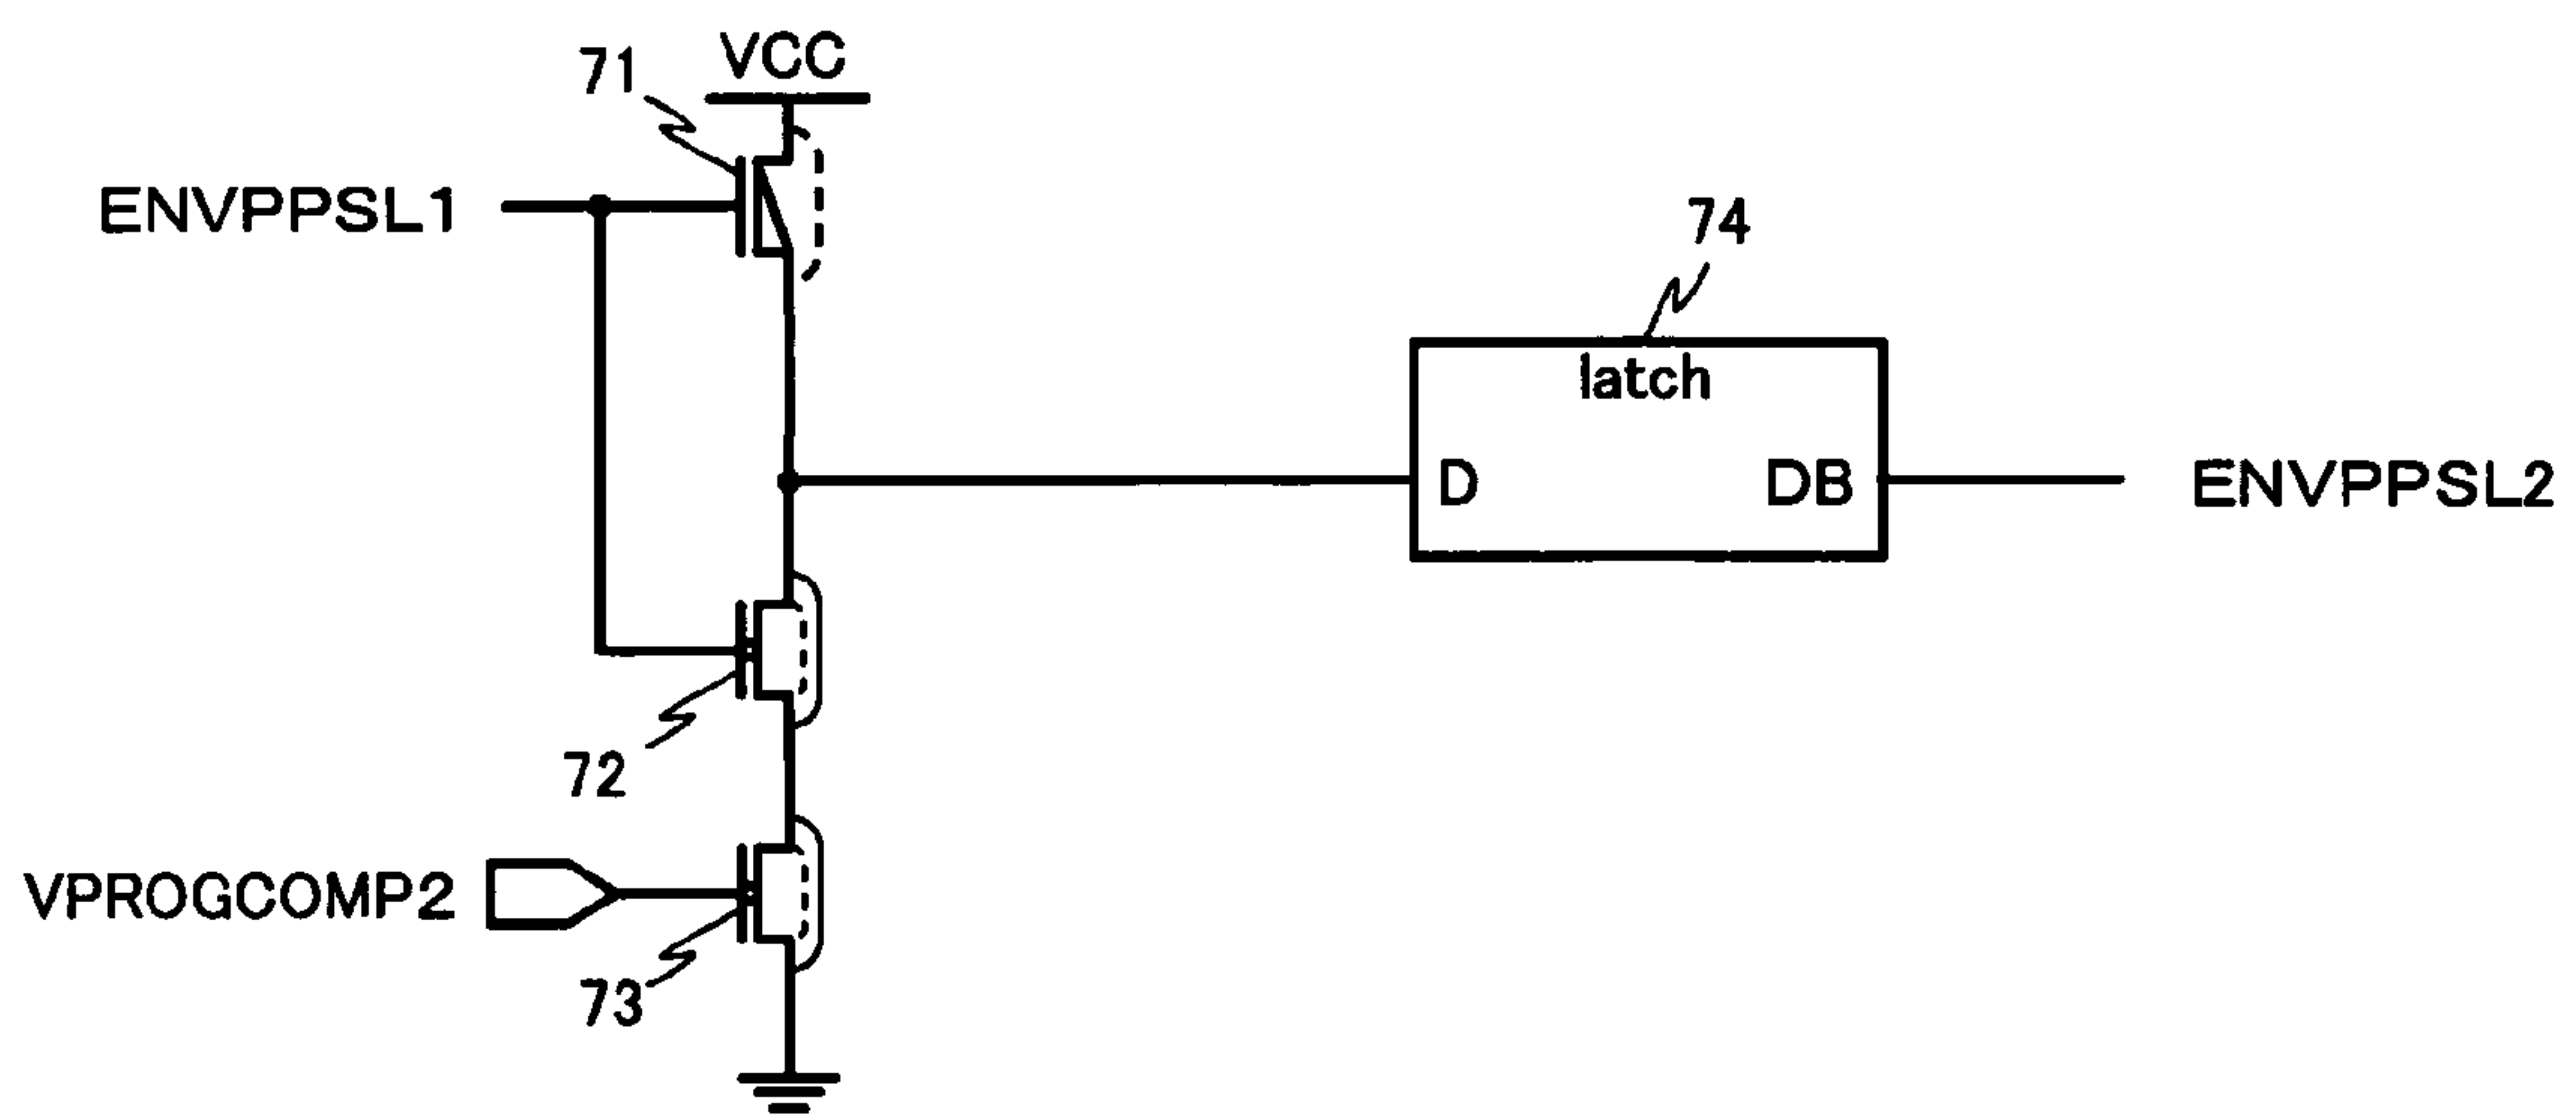 VCC
71
ENVPPSL1
74
latch
D
DB
ENVPPSL2
72
VPROGCOMP2
73